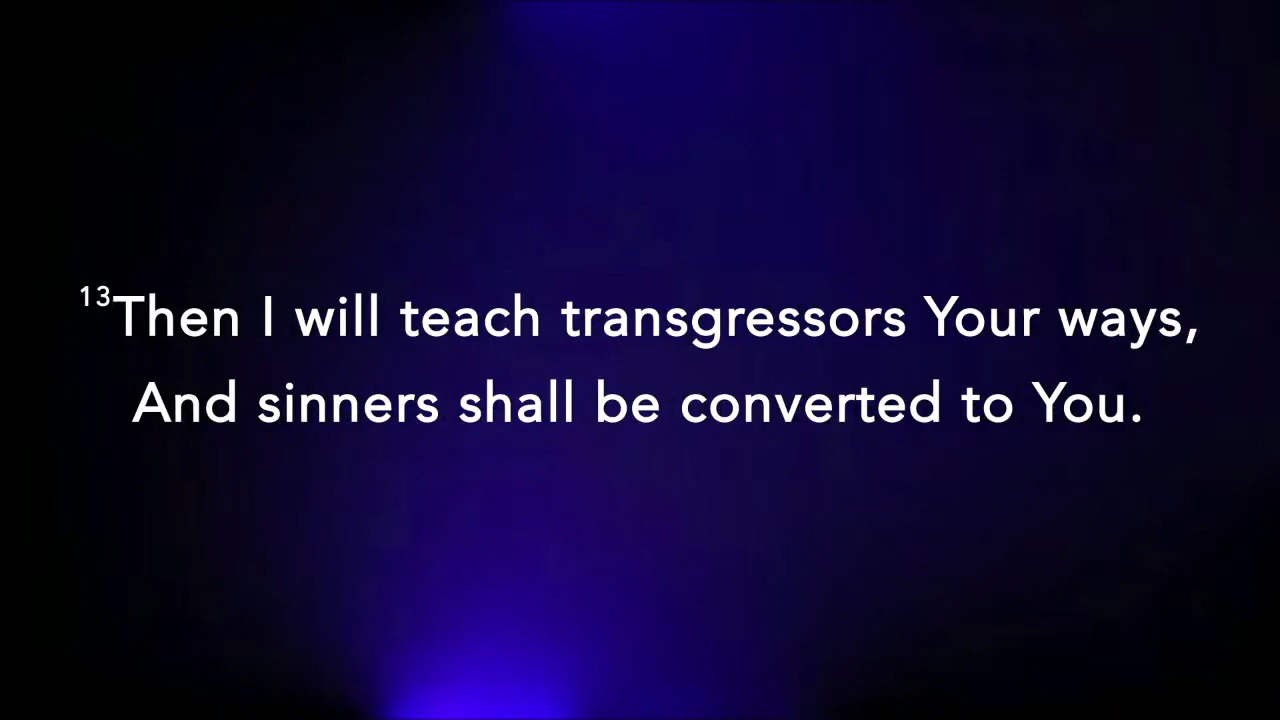 13Then I will teach transgressors Your ways,
And sinners shall be converted to You.